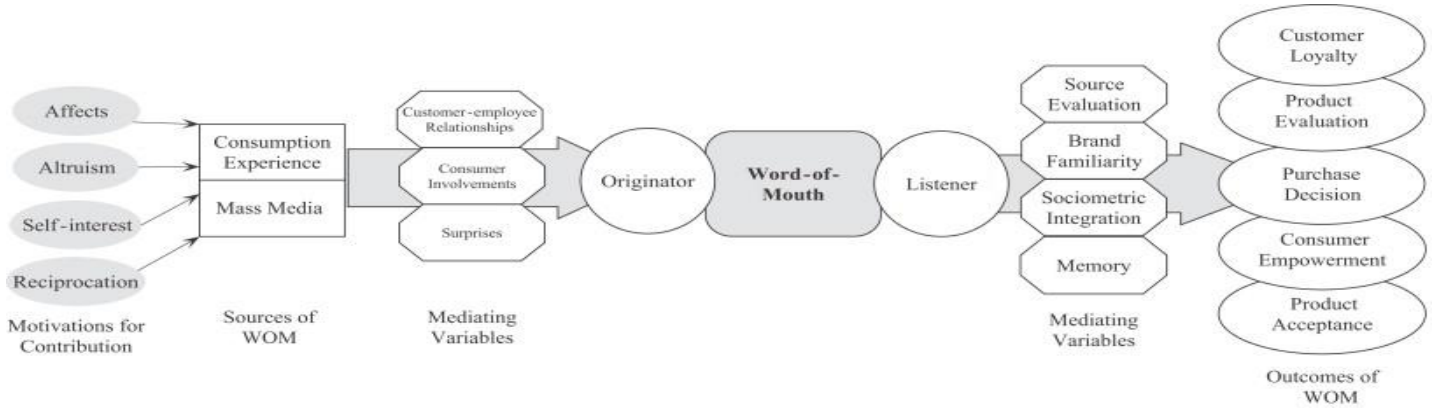 Affects
Altruism
Self-interest
Reciprocation
Motivations for
Contribution
Consumption
Experience
Mass Media
Sources of
WOM
Customer-employee
Relationships
Consumer
Involvements
Surprises
Mediating
Variables
Originator
Word-of-
Mouth
Listener
Source
Evaluation
Brand
Familiarity
Sociometric
Integration
Memory
Mediating
Variables
Customer
Loyalty
Product
Evaluation
Purchase
Decision
Consumer
Empowerment
Product
Acceptance
Outcomes of
WOM